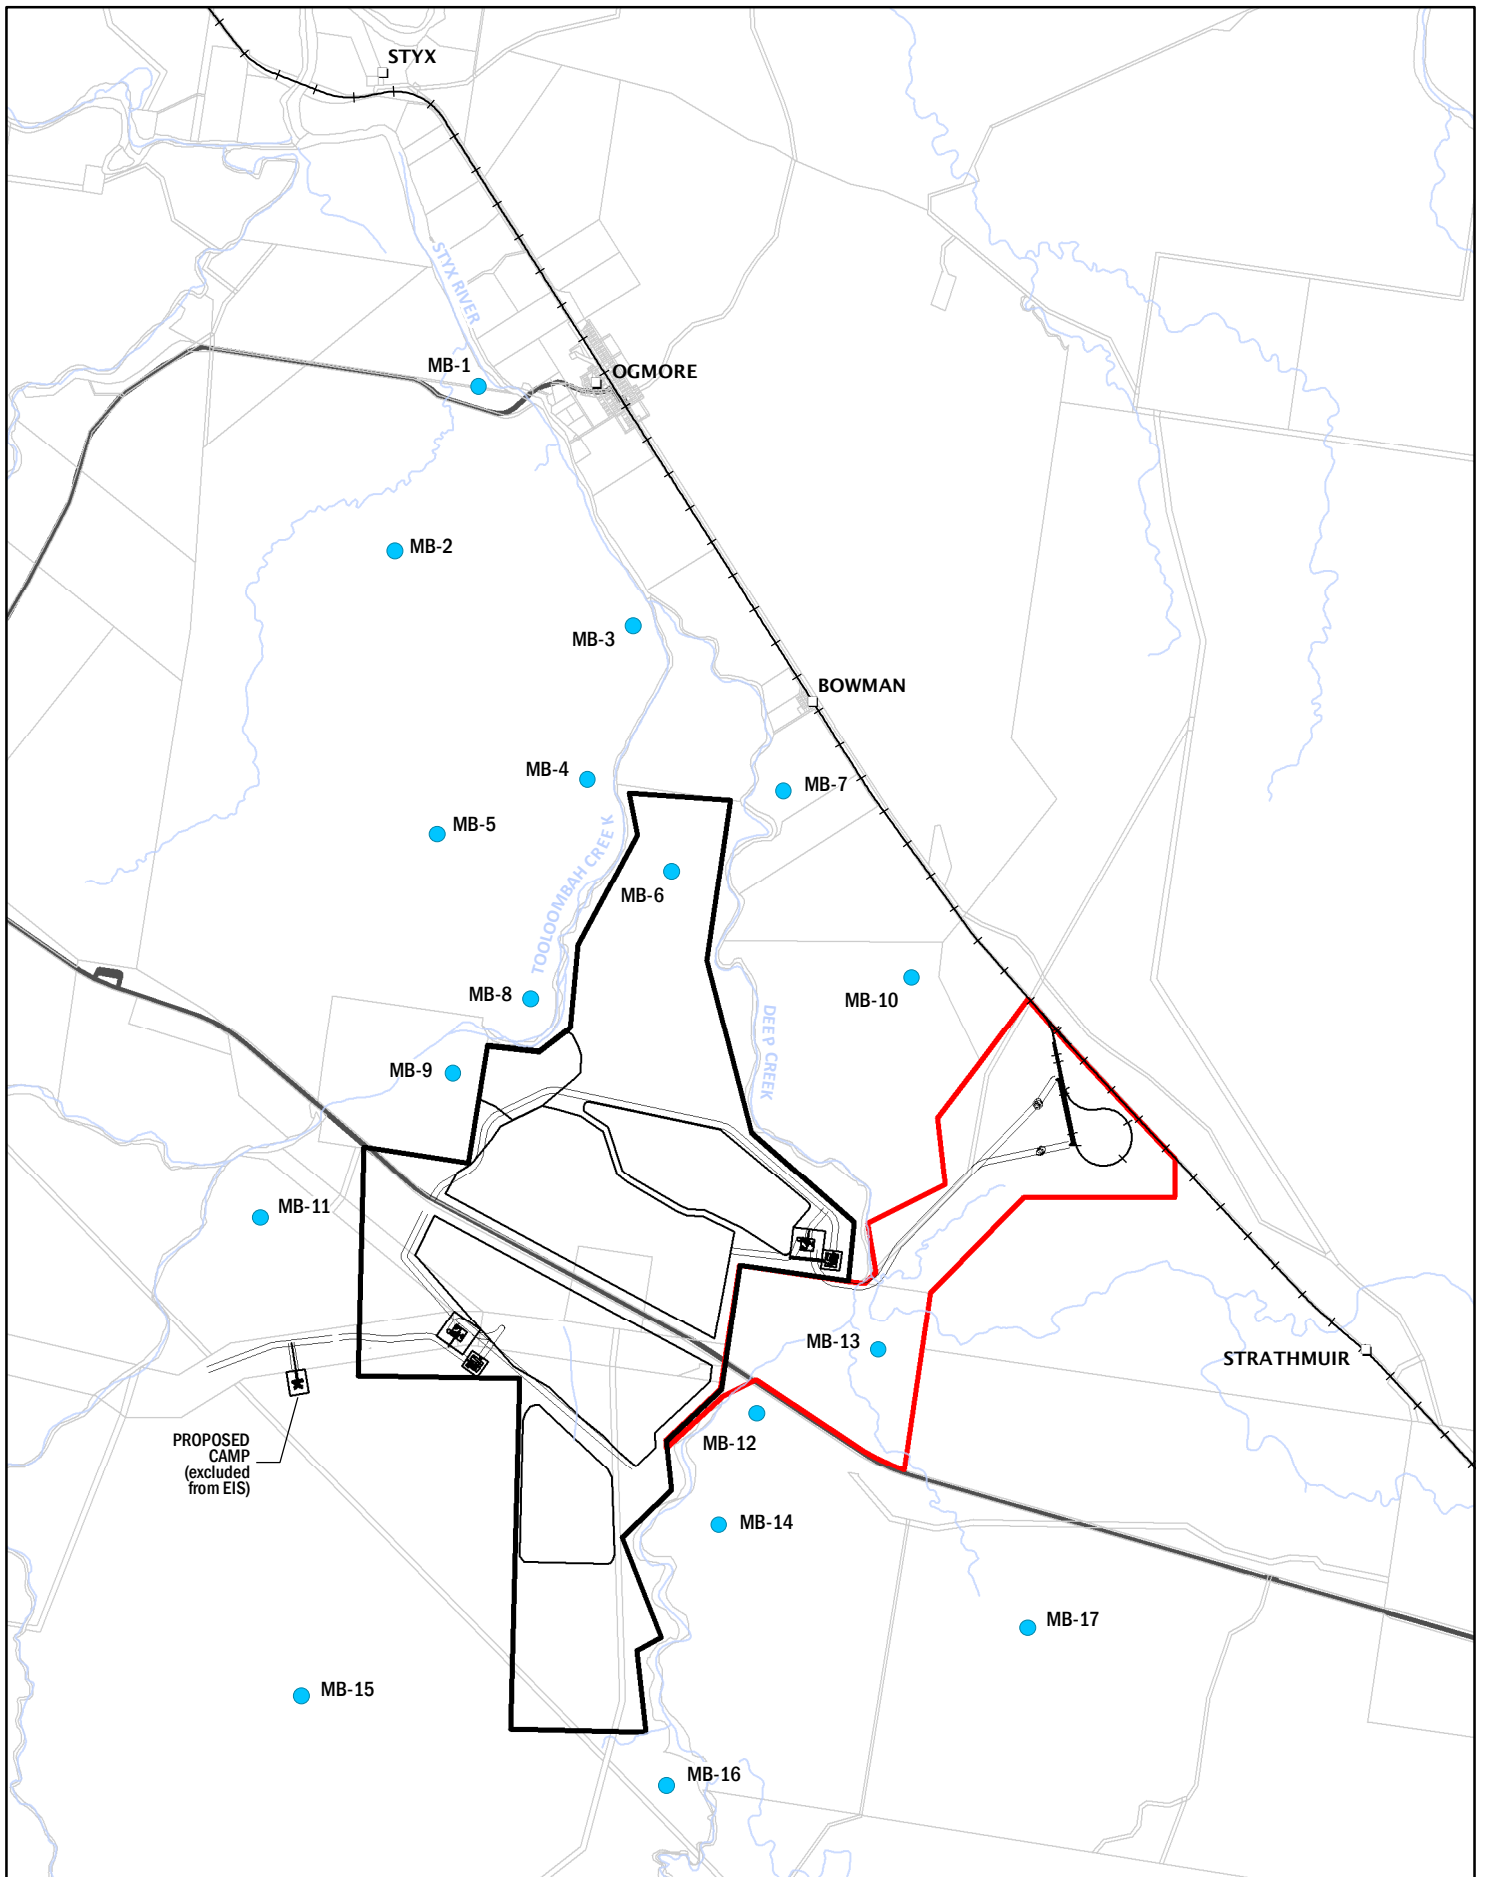 STYX
STYX RIVER
MB-1
OGMORE
MB-2
MB-3
BOWMAN
MB-4
MB-7
MB-5
TOOLOOMBAH CREEK
MB-6
MB-8
MB-10
DEEP CREEK
MB-9
MB-11
MB-13
STRATHMUIR
MB-12
PROPOSED
CAMP
(excluded
from EIS)
MB-14
MB-17
MB-15
MB-16